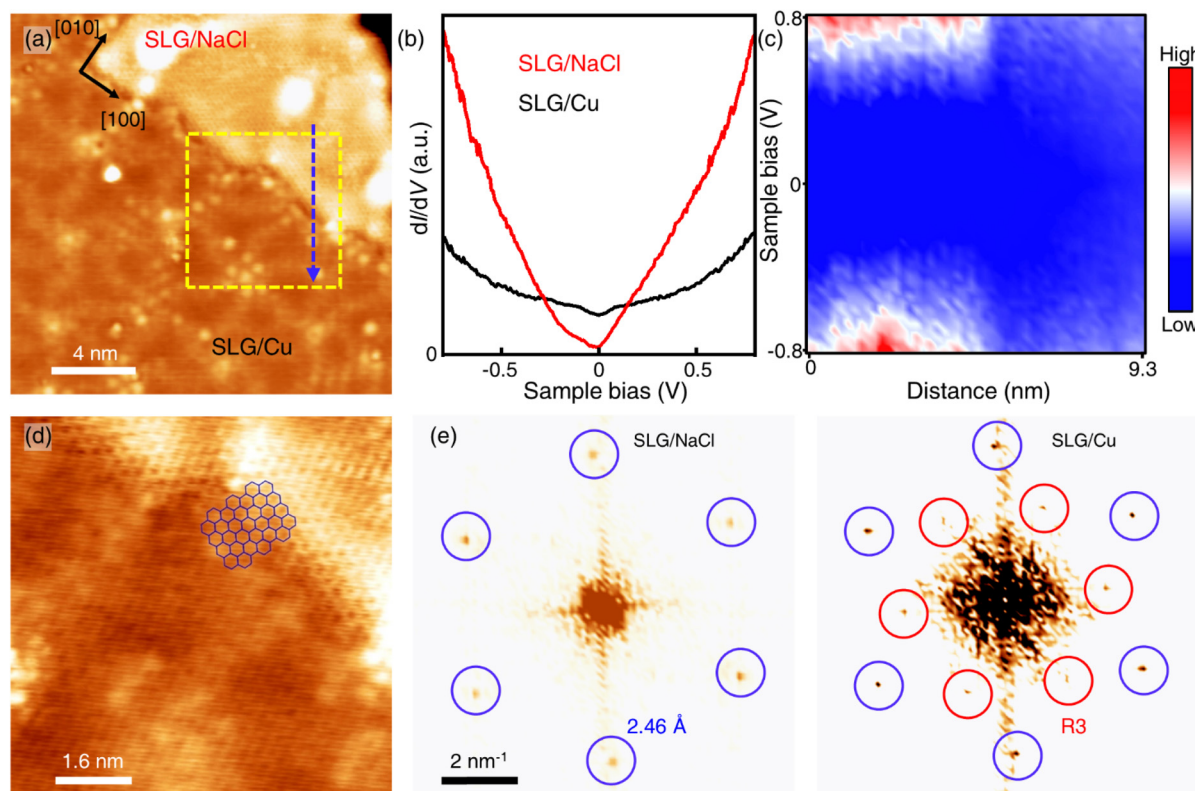 (a)
[010]
SLG/NaCl
[100]
SLG/Cu
4 nm
(b)
SLG/NaCl
SLG/Cu
dI/dV (a.u.)
0
-0.5
0
0.5
Sample bias (V)
(c)
0.8
Sample bias (V)
0
-0.8
0
9.3
Distance (nm)
High
Low
(d)
1.6 nm
(e)
SLG/NaCl
2.46 Å
2 nm⁻¹
SLG/Cu
R3